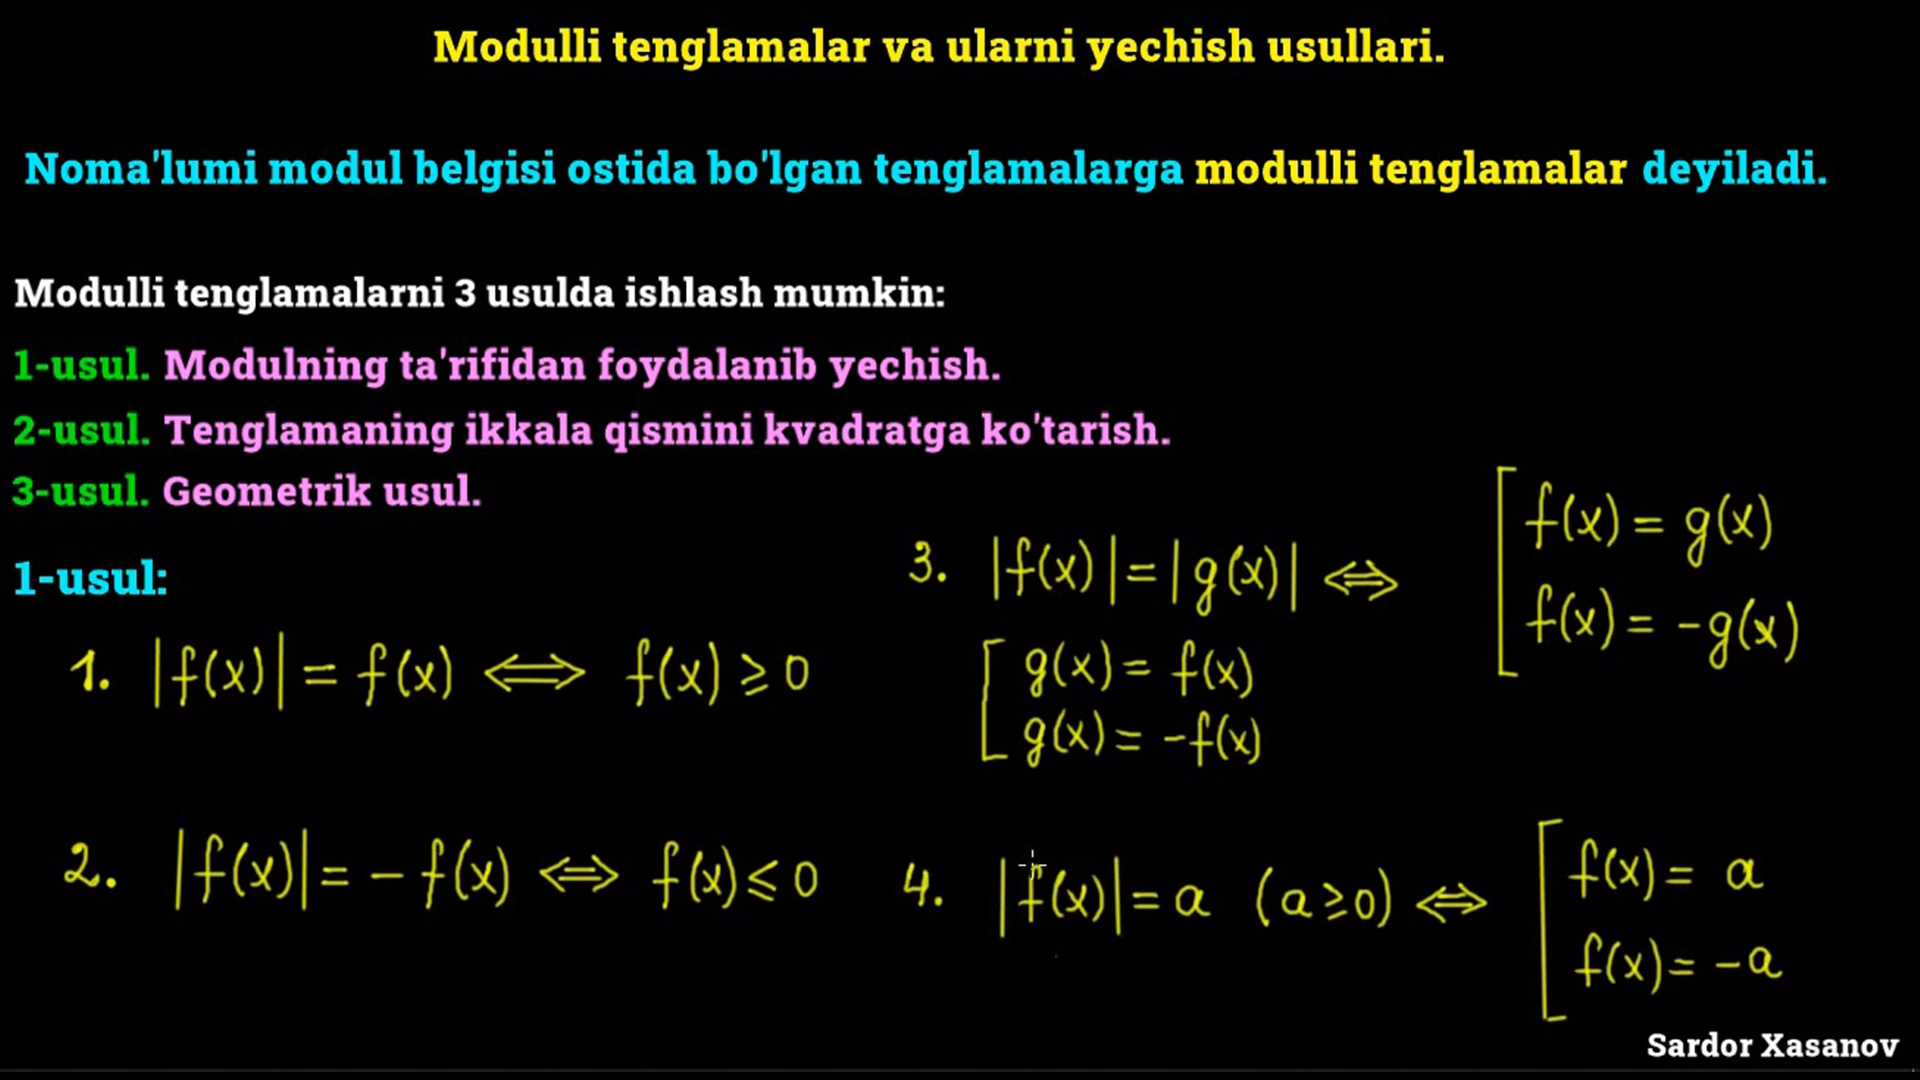 Modulli tenglamalar va ularni yechish usullari.
Noma'lumi modul belgisi ostida bo'lgan tenglamalarga modulli tenglamalar deyiladi.
Modulli tenglamalarni 3 usulda ishlash mumkin:
1-usul. Modulning ta'rifidan foydalanib yechish.
2-usul. Tenglamaning ikkala qismini kvadratga ko'tarish.
3-usul. Geometrik usul.
1-usul:
1. |f(x)| = f(x) ⟺ f(x) ⩾ 0
2. |f(x)| = - f(x) ⟺ f(x) ⩽ 0
3. |f(x)| = |g(x)| ⟺
f(x) = g(x)
f(x) = -g(x)
g(x) = f(x)
g(x) = -f(x)
4. |f(x)| = a (a ⩾ 0) ⟺
f(x) = a
f(x) = -a
Sardor Xasanov